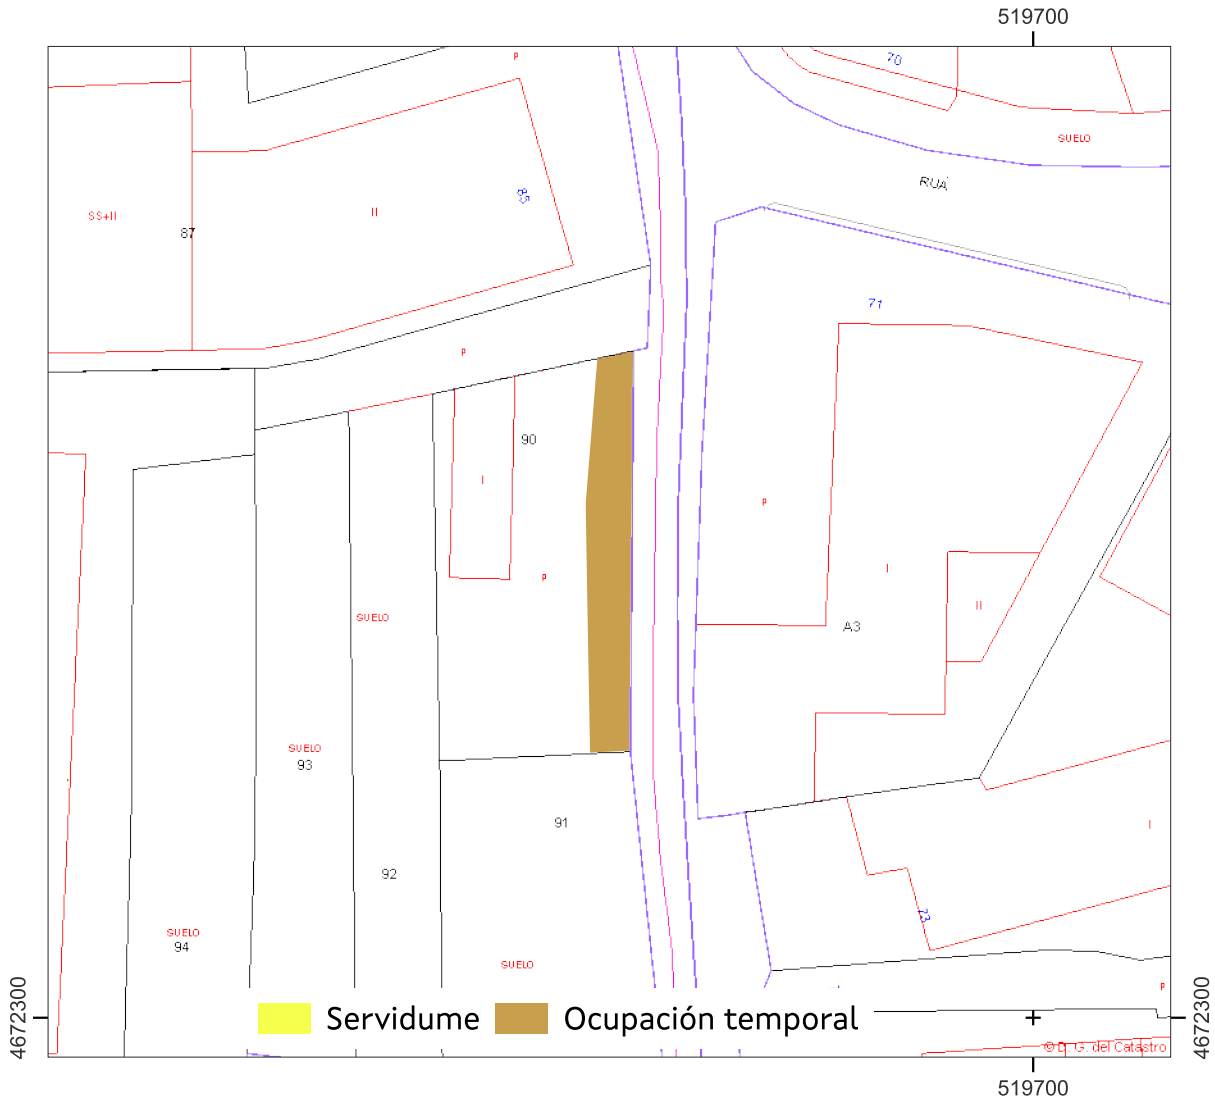 519700
P
70
SUELO
RUA
85
SS+II
II
87
71
P
90
I
P
P
I
II
SUELO
A3
SUELO
93
91
I
92
73
SUELO
94
SUELO
P
4672300
Servidume
Ocupación temporal
4672300
© D. G. del Catastro
519700